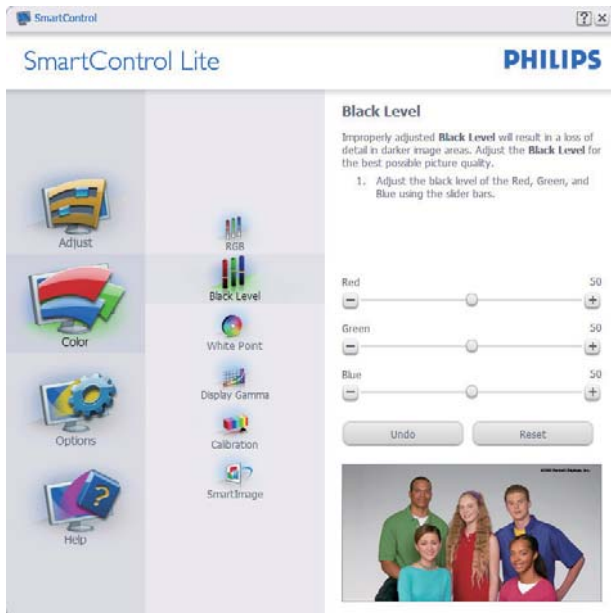 SmartControl
SmartControl Lite
PHILIPS
Adjust
Color
Options
Help
RGB
Black Level
White Point
Display Gamma
Calibration
SmartImage
Black Level
Improperly adjusted Black Level will result in a loss of
detail in darker image areas. Adjust the Black Level for
the best possible picture quality.
1. Adjust the black level of the Red, Green, and
Blue using the slider bars.
Red 50
Green 50
Blue 50
Undo Reset